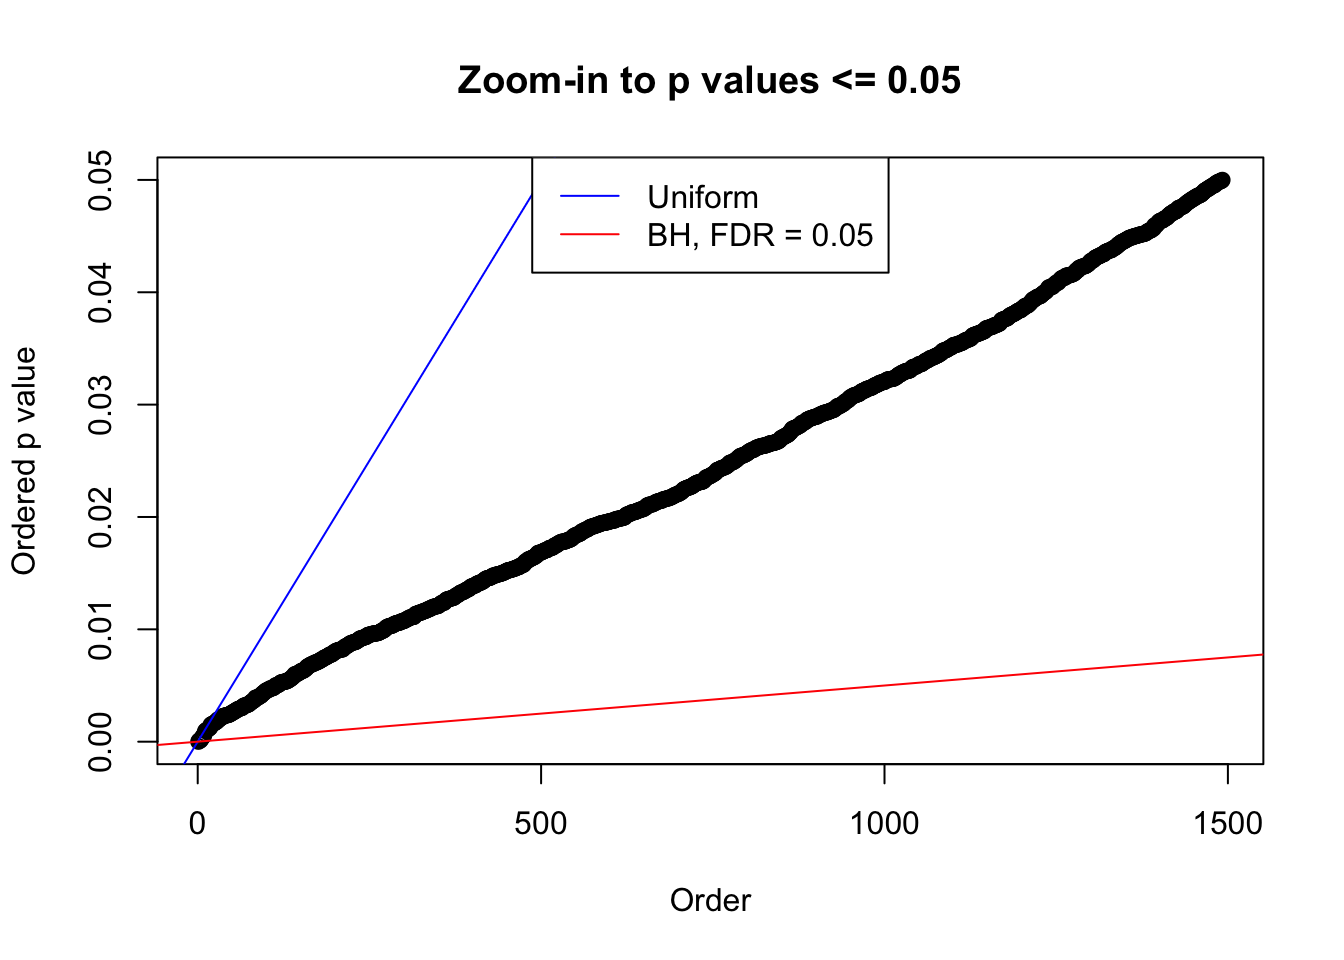 Zoom-in to p values <= 0.05
Uniform
BH, FDR = 0.05
Ordered p value
0.05
0.04
0.03
0.02
0.01
0.00
0 500 1000 1500
Order